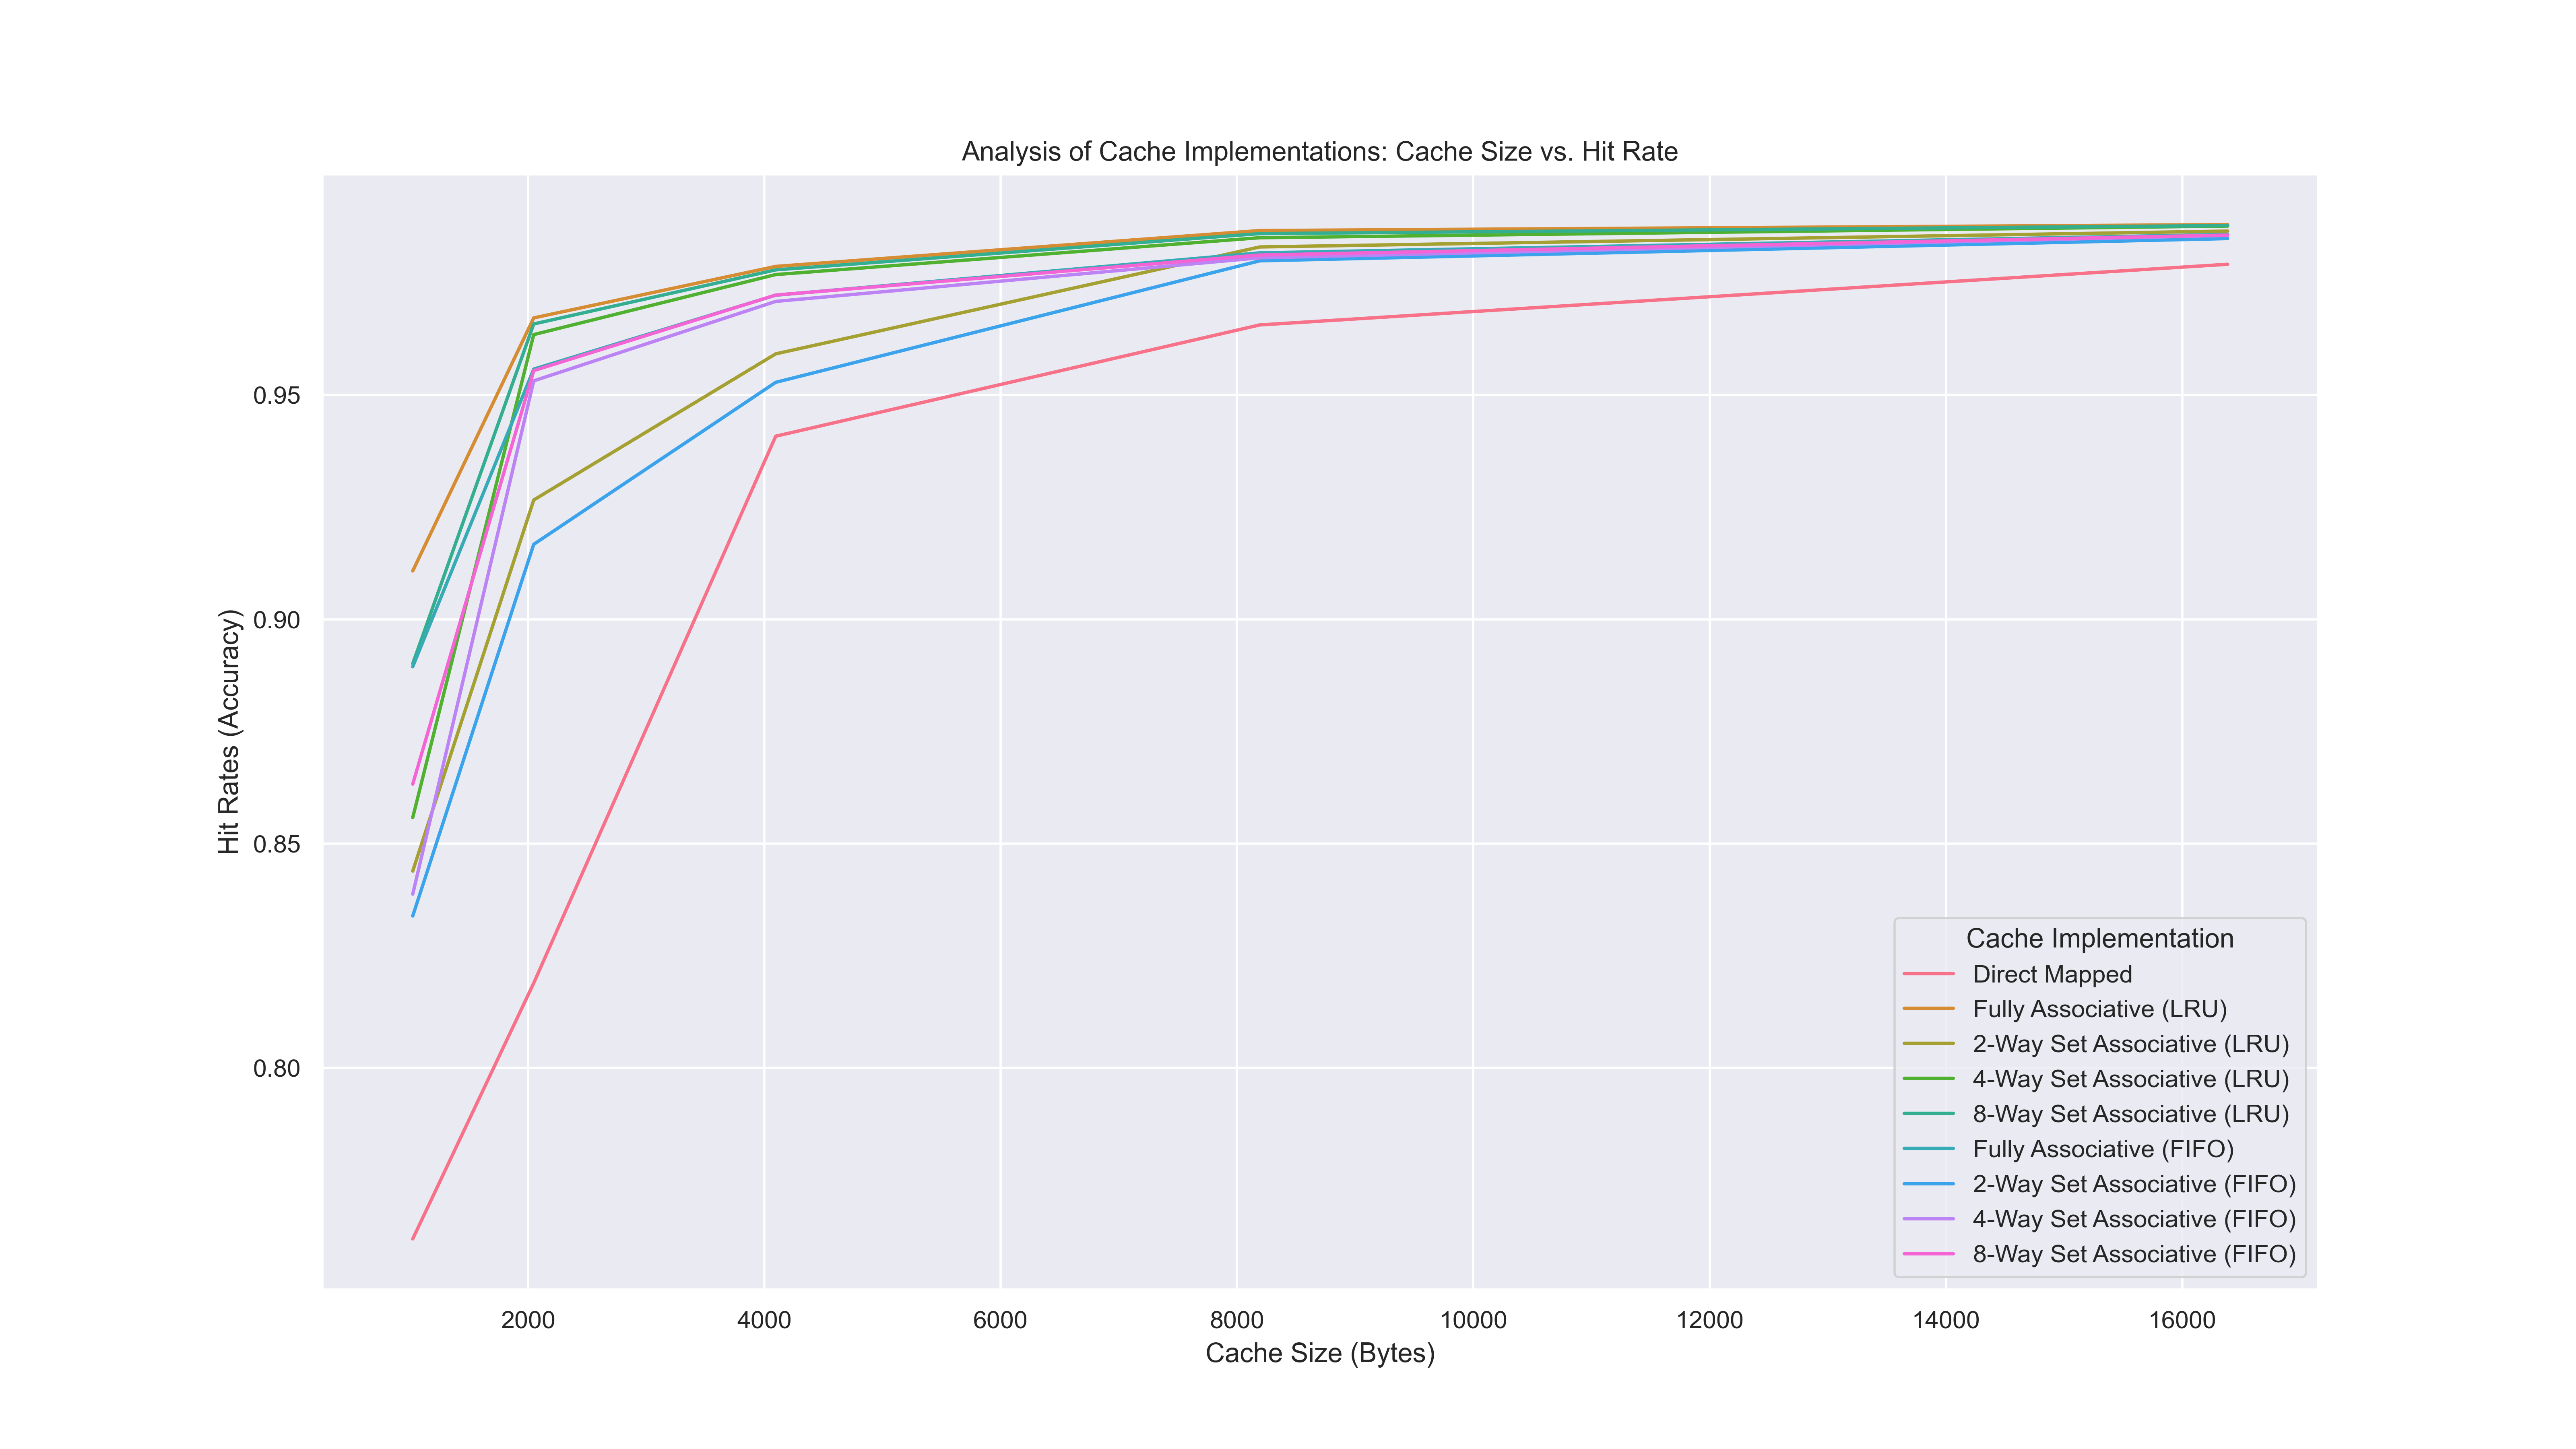 Analysis of Cache Implementations: Cache Size vs. Hit Rate
Hit Rates (Accuracy)
0.95
0.90
0.85
0.80
Cache Implementation
Direct Mapped
Fully Associative (LRU)
2-Way Set Associative (LRU)
4-Way Set Associative (LRU)
8-Way Set Associative (LRU)
Fully Associative (FIFO)
2-Way Set Associative (FIFO)
4-Way Set Associative (FIFO)
8-Way Set Associative (FIFO)
2000 4000 6000 8000 10000 12000 14000 16000
Cache Size (Bytes)